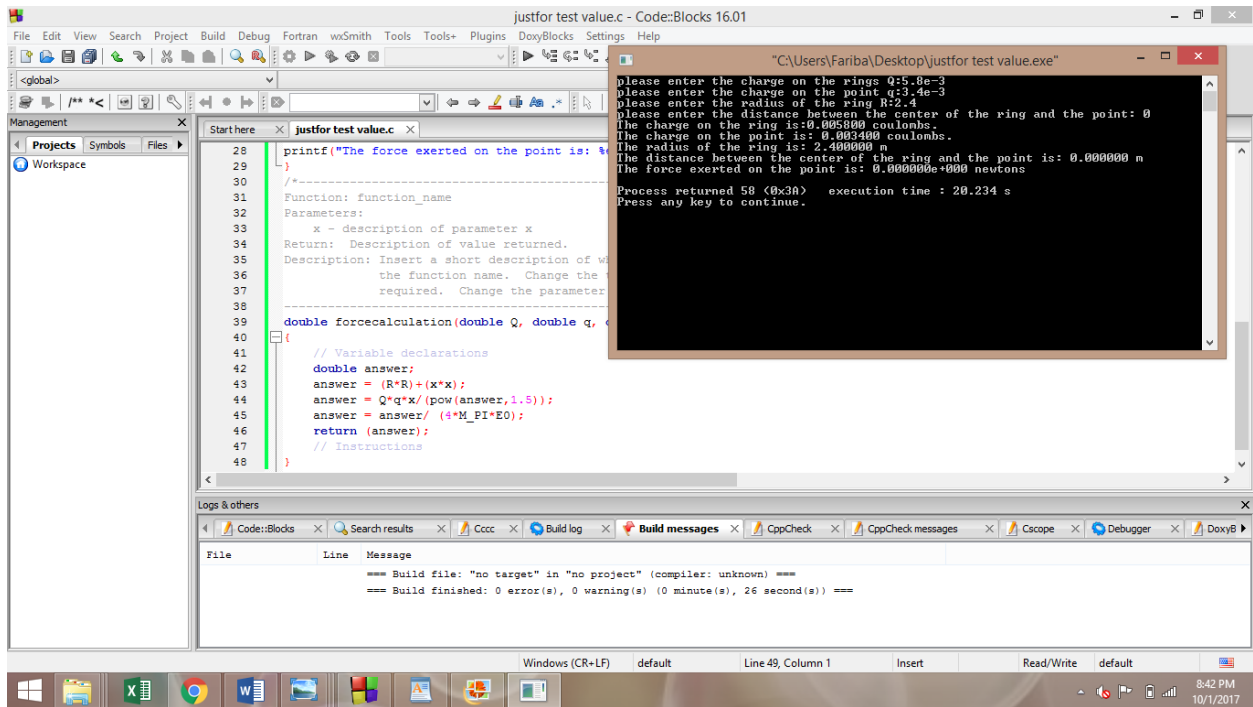 justfor test value.c - Code::Blocks 16.01
File Edit View Search Project Build Debug Fortran wxSmith Tools Tools+ Plugins DoxyBlocks Settings Help
<global>
/** *<
Management
Projects Symbols Files
Workspace
Start here justfor test value.c
28 printf("The force exerted on the point is: %
29 }
30 /*
31 Function: function_name
32 Parameters:
33 x - description of parameter x
34 Return: Description of value returned.
35 Description: Insert a short description of w
36 the function name. Change the
37 required. Change the parameter
38
39 double forcecalculation(double Q, double q,
40 {
41 // Variable declarations
42 double answer;
43 answer = (R*R)+(x*x);
44 answer = Q*q*x/(pow(answer,1.5));
45 answer = answer/ (4*M_PI*E0);
46 return (answer);
47 // Instructions
48 }
"C:\Users\Fariba\Desktop\justfor test value.exe"
please enter the charge on the rings Q:5.8e-3
please enter the charge on the point q:3.4e-3
please enter the radius of the ring R:2.4
please enter the distance between the center of the ring and the point: 0
The charge on the ring is:0.005800 coulombs.
The charge on the point is: 0.003400 coulombs.
The radius of the ring is: 2.400000 m
The distance between the center of the ring and the point is: 0.000000 m
The force exerted on the point is: 0.000000e+000 newtons
Process returned 58 (0x3A) execution time : 20.234 s
Press any key to continue.
Logs & others
Code::Blocks Search results Cccc Build log Build messages CppCheck CppCheck messages Cscope Debugger DoxyB
File Line Message
=== Build file: "no target" in "no project" (compiler: unknown) ===
=== Build finished: 0 error(s), 0 warning(s) (0 minute(s), 26 second(s)) ===
Windows (CR+LF) default Line 49, Column 1 Insert Read/Write default
8:42 PM
10/1/2017